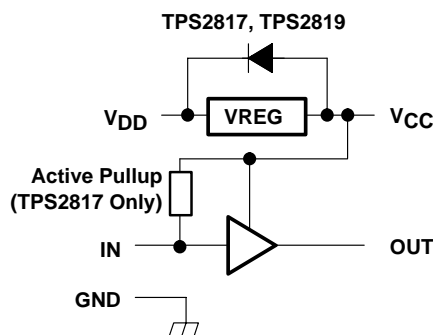 TPS2817, TPS2819
VDD
VREG
VCC
Active Pullup
(TPS2817 Only)
IN
OUT
GND